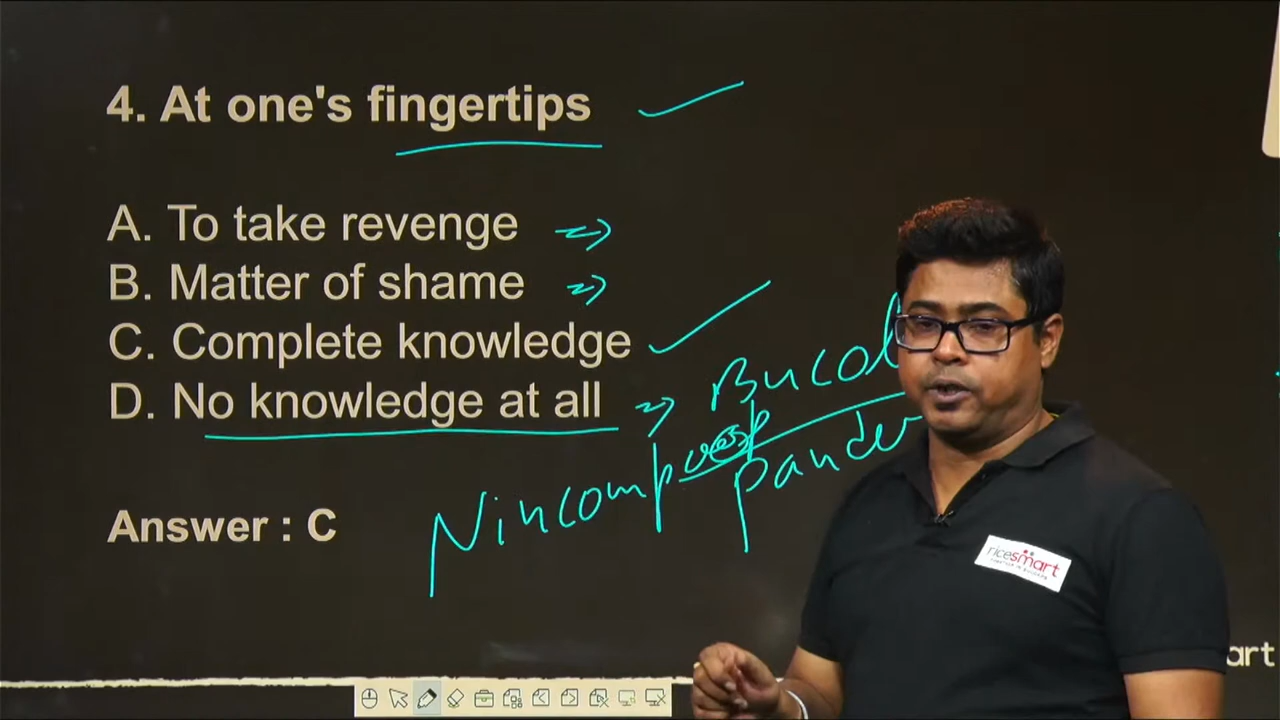 4. At one's fingertips
A. To take revenge
B. Matter of shame
C. Complete knowledge
D. No knowledge at all
Bucol
Nincompoop
pande
Answer : C
ricesmart
art